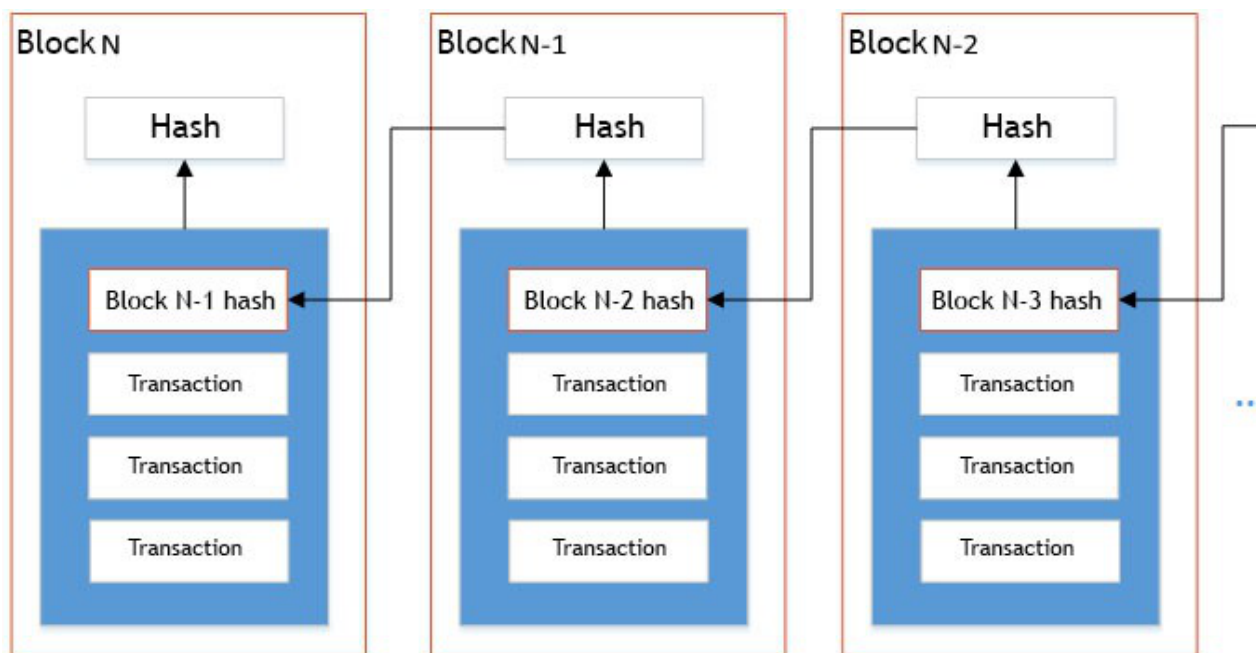 Block N
Hash
Block N-1 hash
Transaction
Transaction
Transaction
Block N-1
Hash
Block N-2 hash
Transaction
Transaction
Transaction
Block N-2
Hash
Block N-3 hash
Transaction
Transaction
Transaction
..